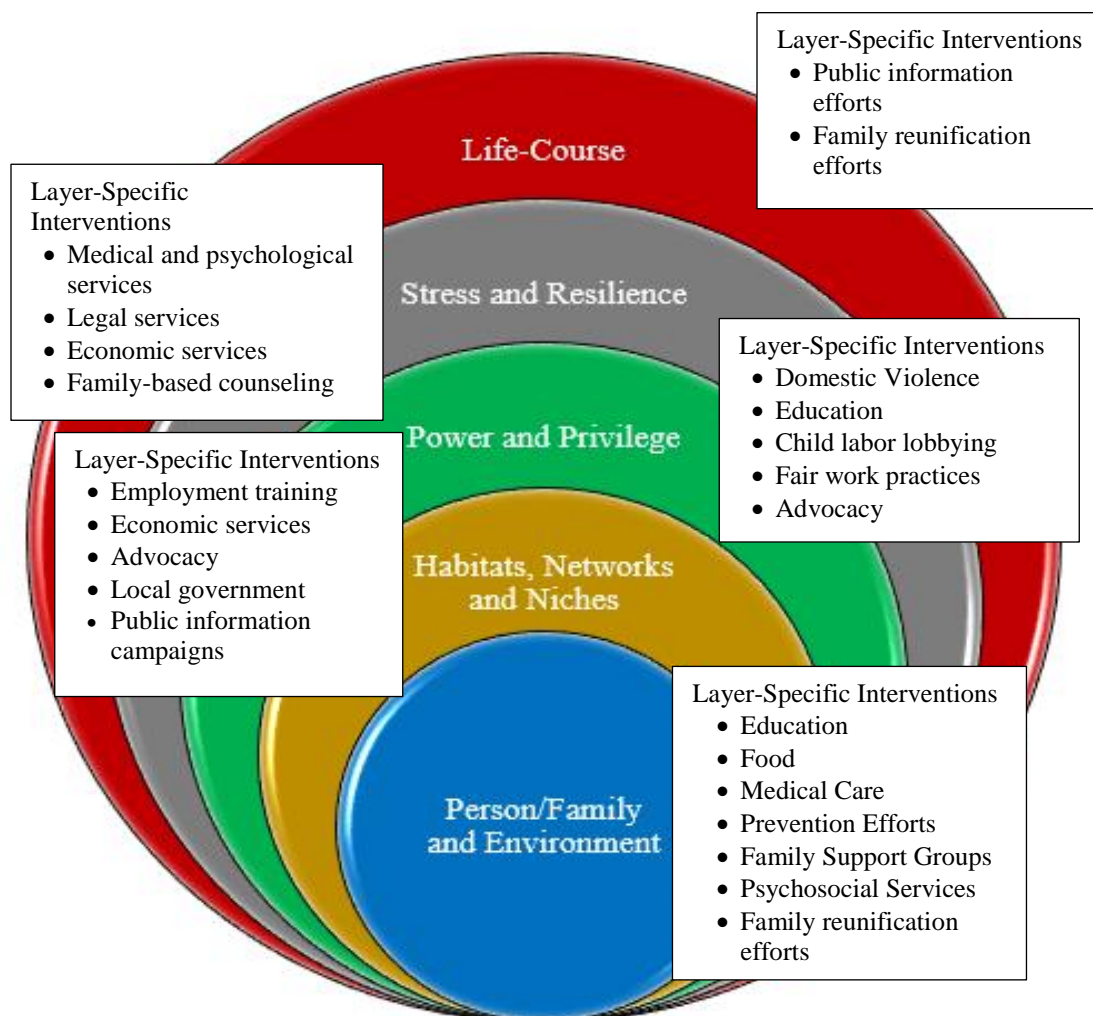 Layer-Specific Interventions
• Public information
efforts
• Family reunification
efforts
Life-Course
Layer-Specific
Interventions
• Medical and psychological
services
• Legal services
• Economic services
• Family-based counseling
Stress and Resilience
Layer-Specific Interventions
• Domestic Violence
• Education
• Child labor lobbying
• Fair work practices
• Advocacy
Power and Privilege
Layer-Specific Interventions
• Employment training
• Economic services
• Advocacy
• Local government
• Public information
campaigns
Habitats, Networks
and Niches
Layer-Specific Interventions
• Education
• Food
• Medical Care
• Prevention Efforts
• Family Support Groups
• Psychosocial Services
• Family reunification
efforts
Person/Family
and Environment